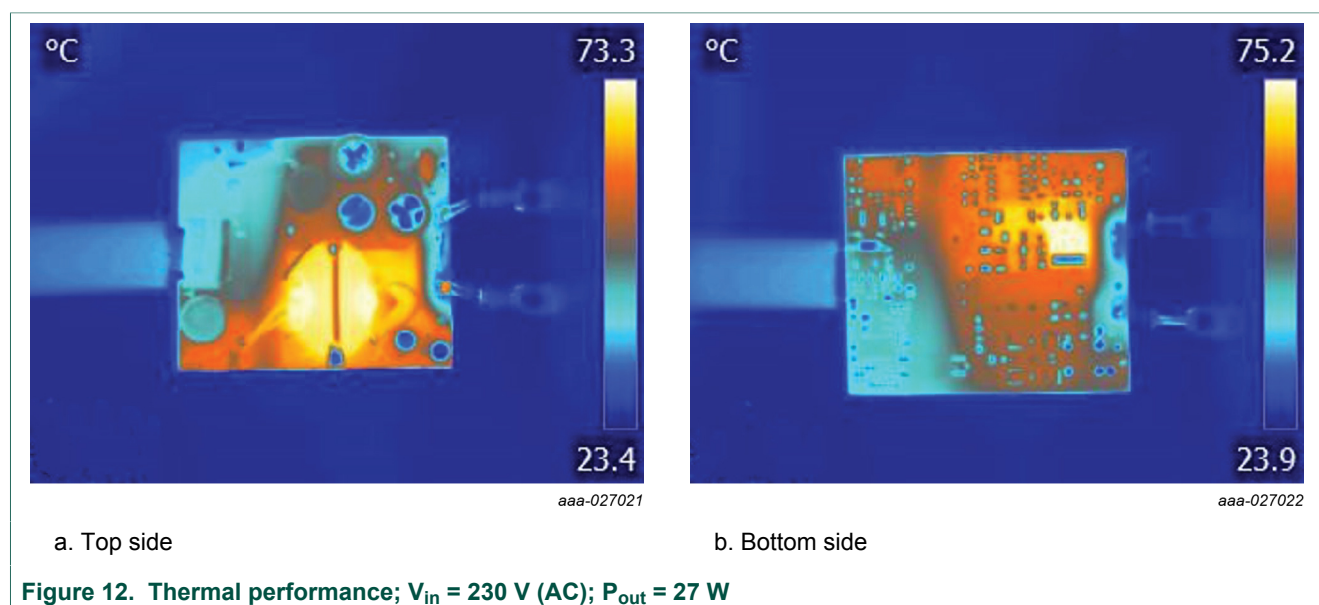 °C
73.3
23.4
aaa-027021
a. Top side
°C
75.2
23.9
aaa-027022
b. Bottom side
Figure 12. Thermal performance; Vin = 230 V (AC); Pout = 27 W